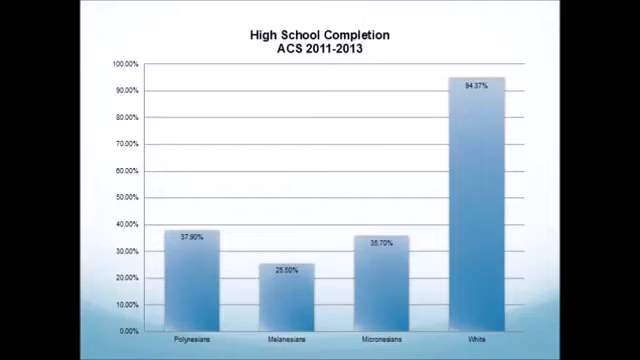 High School Completion
ACS 2011-2013
100.00%
90.00%
80.00%
70.00%
60.00%
50.00%
40.00%
30.00%
20.00%
10.00%
0.00%
94.37%
37.90%
35.70%
25.50%
Polynesians
Melanesians
Micronesians
White